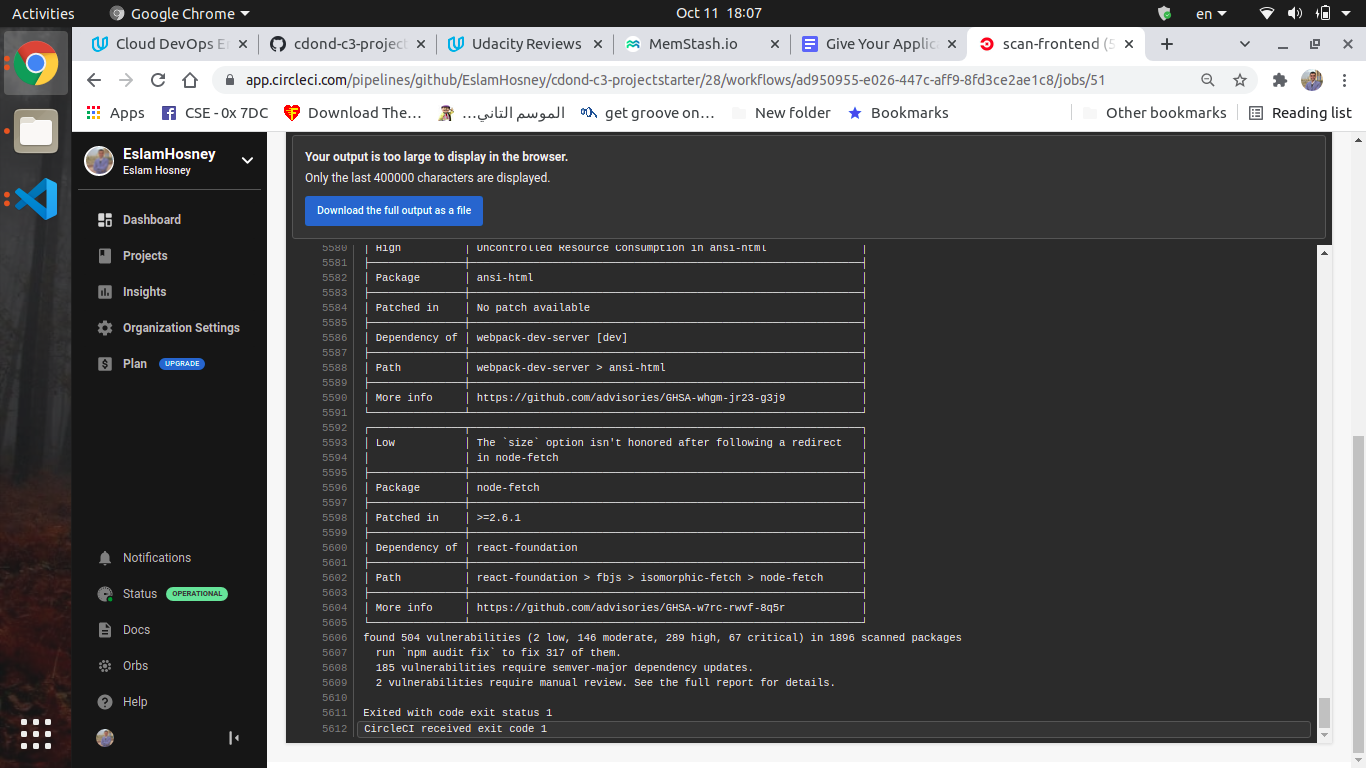 Activities
Google Chrome
Oct 11 18:07
en
Cloud DevOps E
cdond-c3-project
Udacity Reviews
MemStash.io
Give Your Applic
scan-frontend (5
app.circleci.com/pipelines/github/EslamHosney/cdond-c3-projectstarter/28/workflows/ad950955-e026-447c-aff9-8fd3ce2ae1c8/jobs/51
Apps
CSE - 0x 7DC
Download The…
الموسم التاني…
get groove on…
New folder
Bookmarks
Other bookmarks
Reading list
EslamHosney
Eslam Hosney
Dashboard
Projects
Insights
Organization Settings
Plan UPGRADE
Notifications
Status OPERATIONAL
Docs
Orbs
Help
Your output is too large to display in the browser.
Only the last 400000 characters are displayed.
Download the full output as a file
5580 High Uncontrolled Resource Consumption in ansi-html
5581
5582 Package ansi-html
5583
5584 Patched in No patch available
5585
5586 Dependency of webpack-dev-server [dev]
5587
5588 Path webpack-dev-server > ansi-html
5589
5590 More info https://github.com/advisories/GHSA-whgm-jr23-g3j9
5591
5592
5593 Low The `size` option isn't honored after following a redirect
5594 in node-fetch
5595
5596 Package node-fetch
5597
5598 Patched in >=2.6.1
5599
5600 Dependency of react-foundation
5601
5602 Path react-foundation > fbjs > isomorphic-fetch > node-fetch
5603
5604 More info https://github.com/advisories/GHSA-w7rc-rwvf-8q5r
5605
5606 found 504 vulnerabilities (2 low, 146 moderate, 289 high, 67 critical) in 1896 scanned packages
5607 run `npm audit fix` to fix 317 of them.
5608 185 vulnerabilities require semver-major dependency updates.
5609 2 vulnerabilities require manual review. See the full report for details.
5610
5611 Exited with code exit status 1
5612 CircleCI received exit code 1